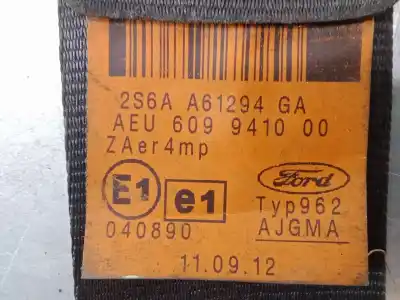 2S6A A61294 GA
AEU 609 9410 00
ZAer4mp
E1 e1 Ford
Typ962
040890 AJGMA
11.09.12